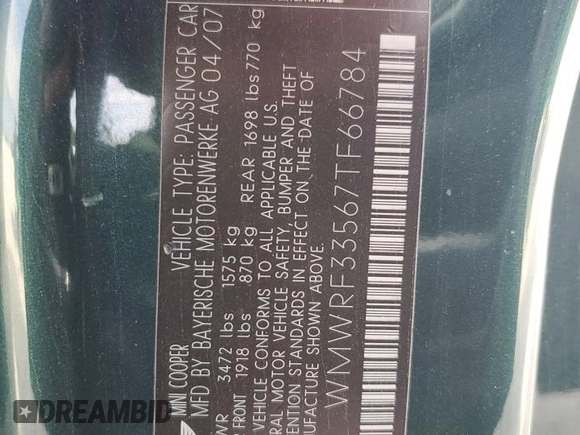 MINI COOPER VEHICLE TYPE: PASSENGER CAR
MFD BY BAYERISCHE MOTORENWERKE AG 04/07
WR 3472 lbs 1575 kg
FRONT 1918 lbs 870 kg REAR 1698 lbs 770 kg
VEHICLE CONFORMS TO ALL APPLICABLE U.S.
ERAL MOTOR VEHICLE SAFETY, BUMPER AND THEFT
ENTION STANDARDS IN EFFECT ON THE DATE OF
UFACTURE SHOWN ABOVE.
WMWRF33567TF66784
DREAMBID